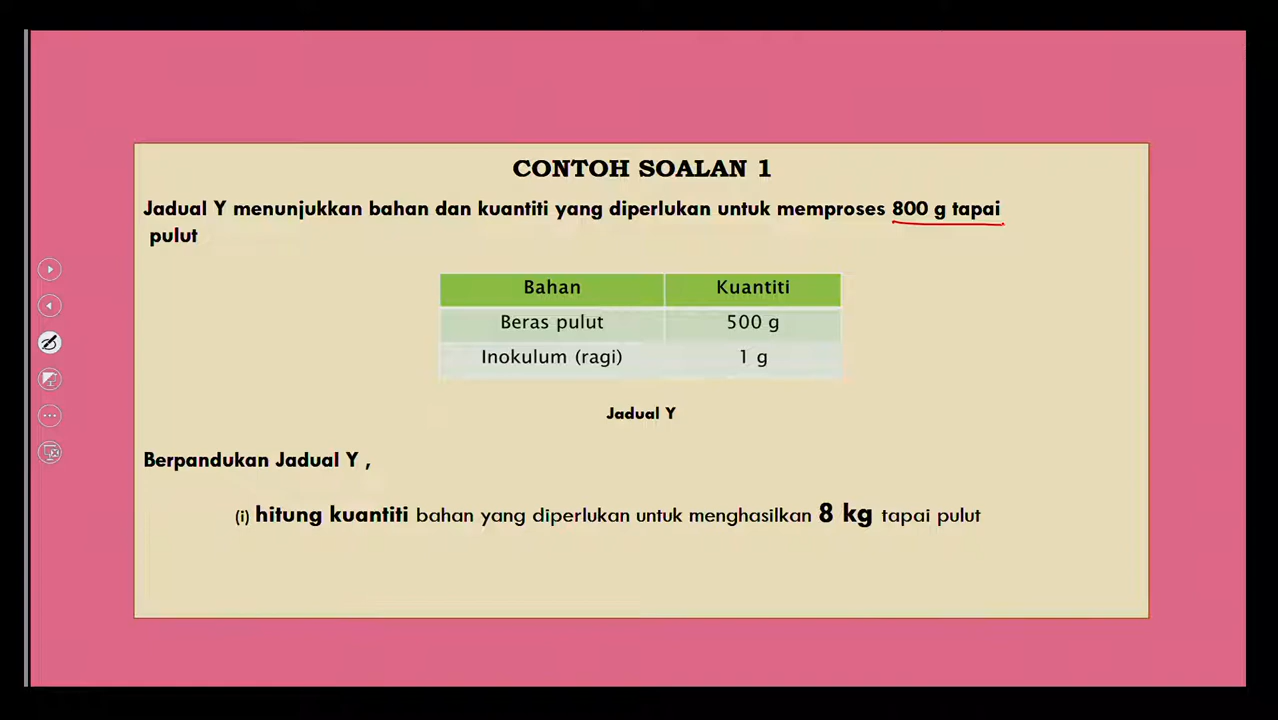 CONTOH SOALAN 1
Jadual Y menunjukkan bahan dan kuantiti yang diperlukan untuk memproses 800 g tapai
pulut
Bahan Kuantiti
Beras pulut 500 g
Inokulum (ragi) 1 g
Jadual Y
Berpandukan Jadual Y ,
(i) hitung kuantiti bahan yang diperlukan untuk menghasilkan 8 kg tapai pulut